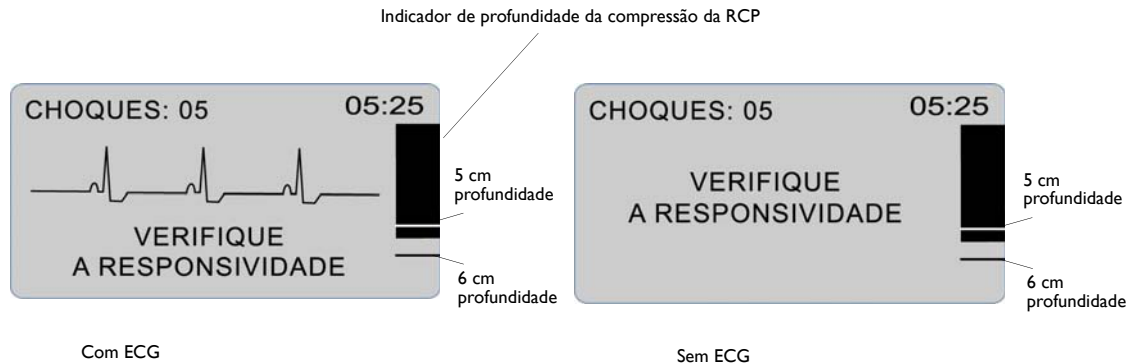 Indicador de profundidade da compressão da RCP
CHOQUES: 05 05:25
VERIFIQUE
A RESPONSIVIDADE
5 cm
profundidade
6 cm
profundidade
Com ECG
CHOQUES: 05 05:25
VERIFIQUE
A RESPONSIVIDADE
5 cm
profundidade
6 cm
profundidade
Sem ECG